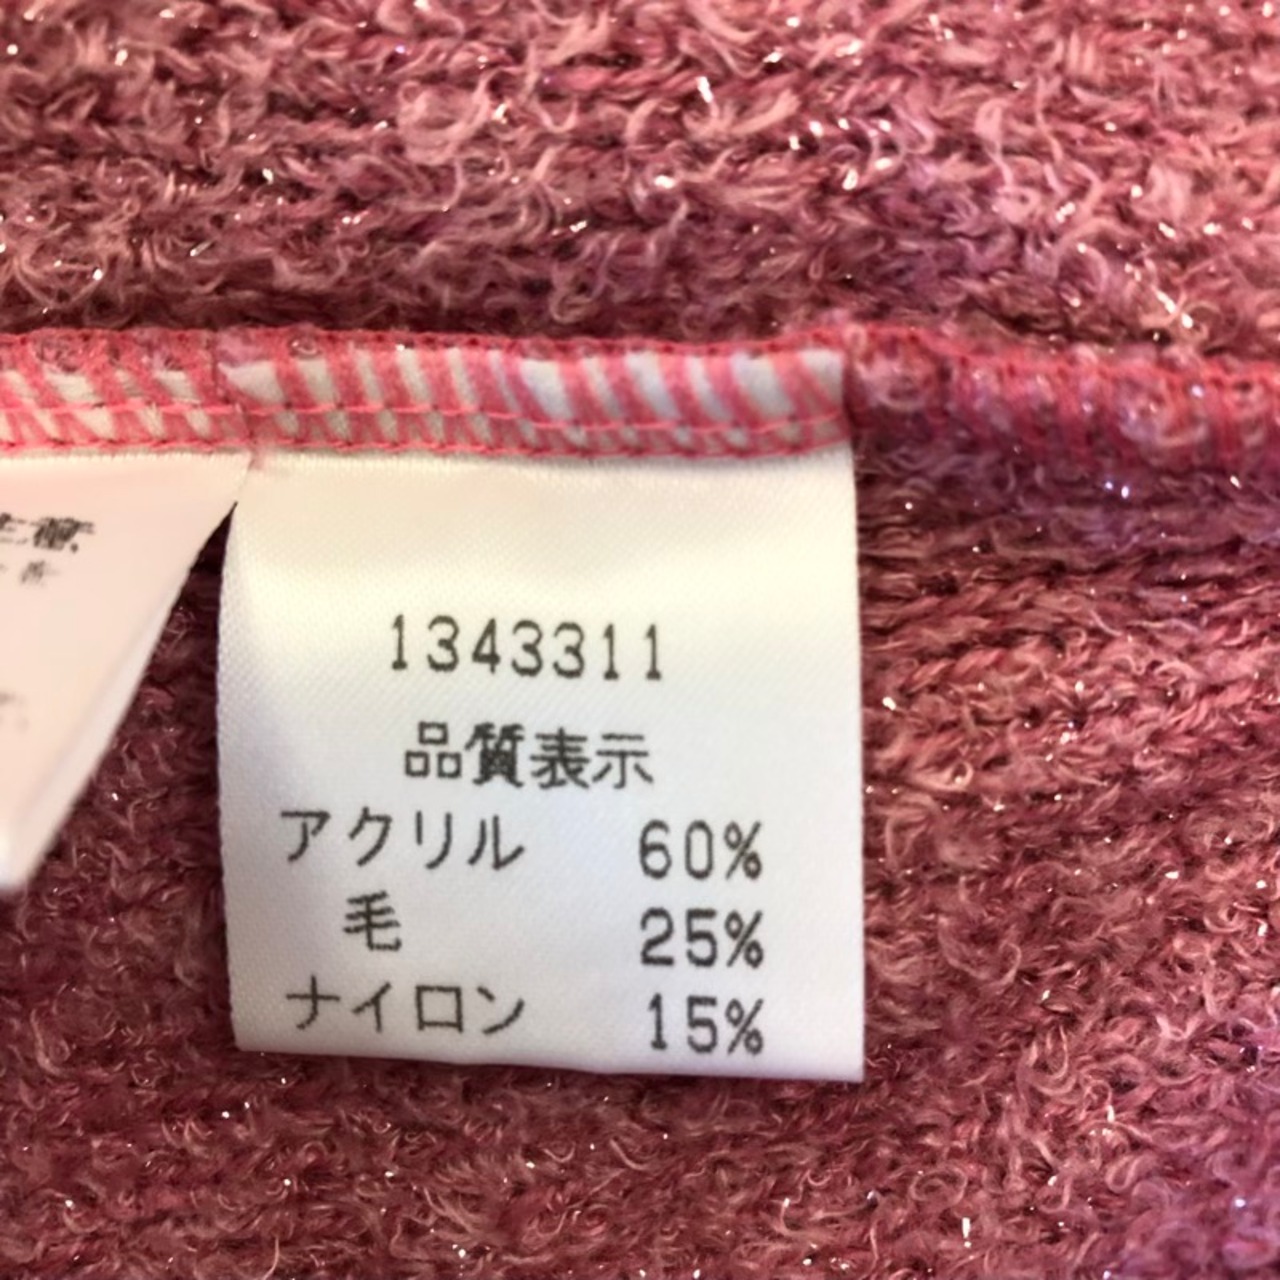 1343311
品質表示
アクリル 60%
毛 25%
ナイロン 15%